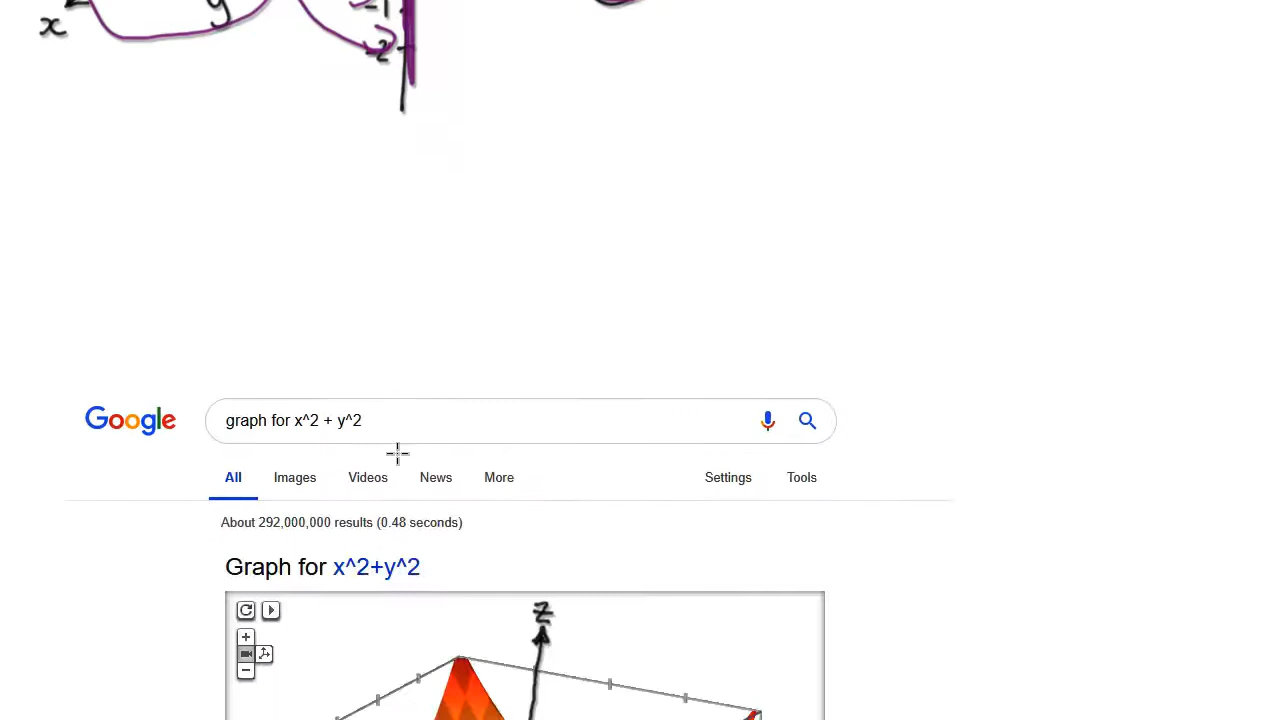 x
y
-1
-2
Google
graph for x^2 + y^2
All Images Videos News More Settings Tools
About 292,000,000 results (0.48 seconds)
Graph for x^2+y^2
z